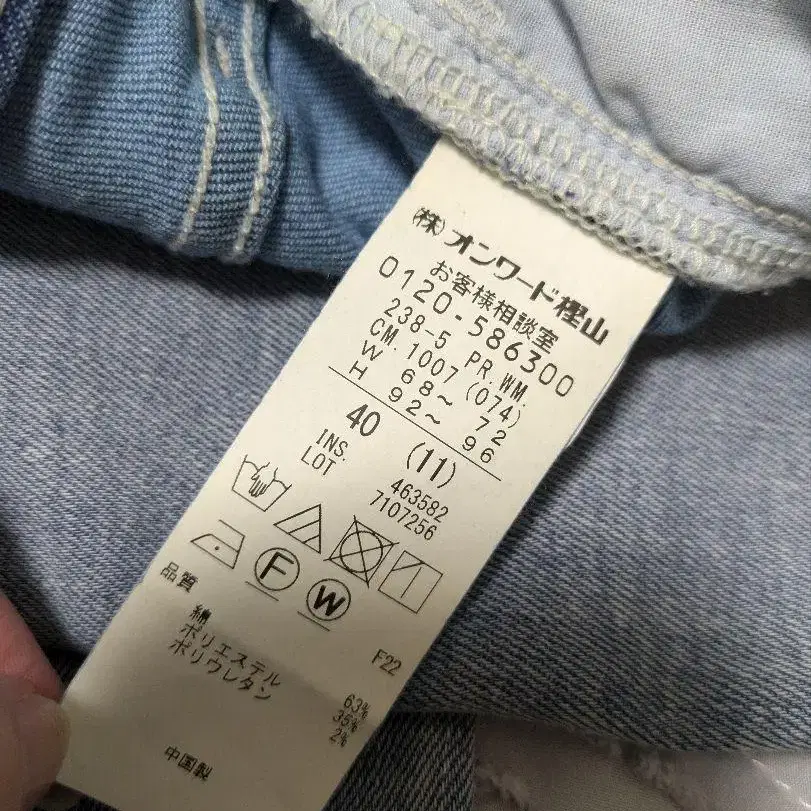 (株)オンワード樫山
お客様相談室
0120-586300
238-5 PR.WM.
CM.1007(074)
W 68～ 72
H 92～ 96
40 (11)
INS. 463582
LOT 7107256
F W
品質 F22
綿 63%
ポリエステル 35%
ポリウレタン 2%
中国製